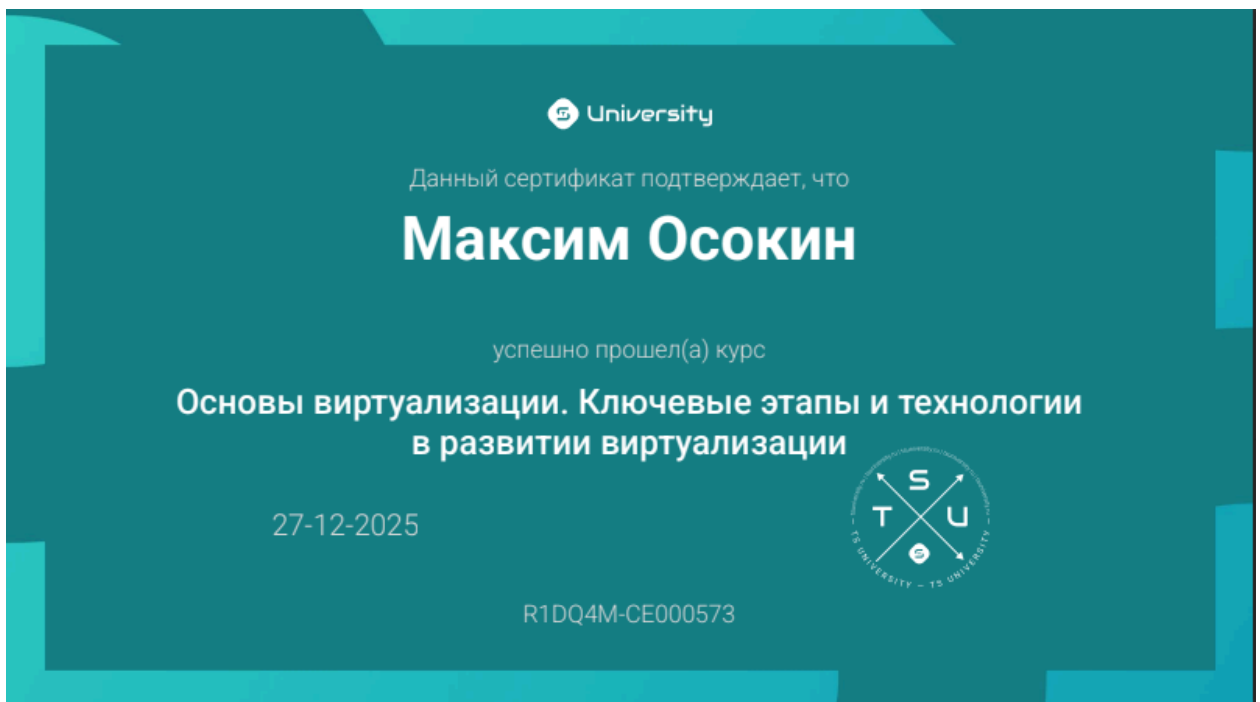 University
Данный сертификат подтверждает, что
Максим Осокин
успешно прошел(а) курс
Основы виртуализации. Ключевые этапы и технологии
в развитии виртуализации
27-12-2025
S
T U
TS UNIVERSITY – TS UNIVERSITY
R1DQ4M-CE000573